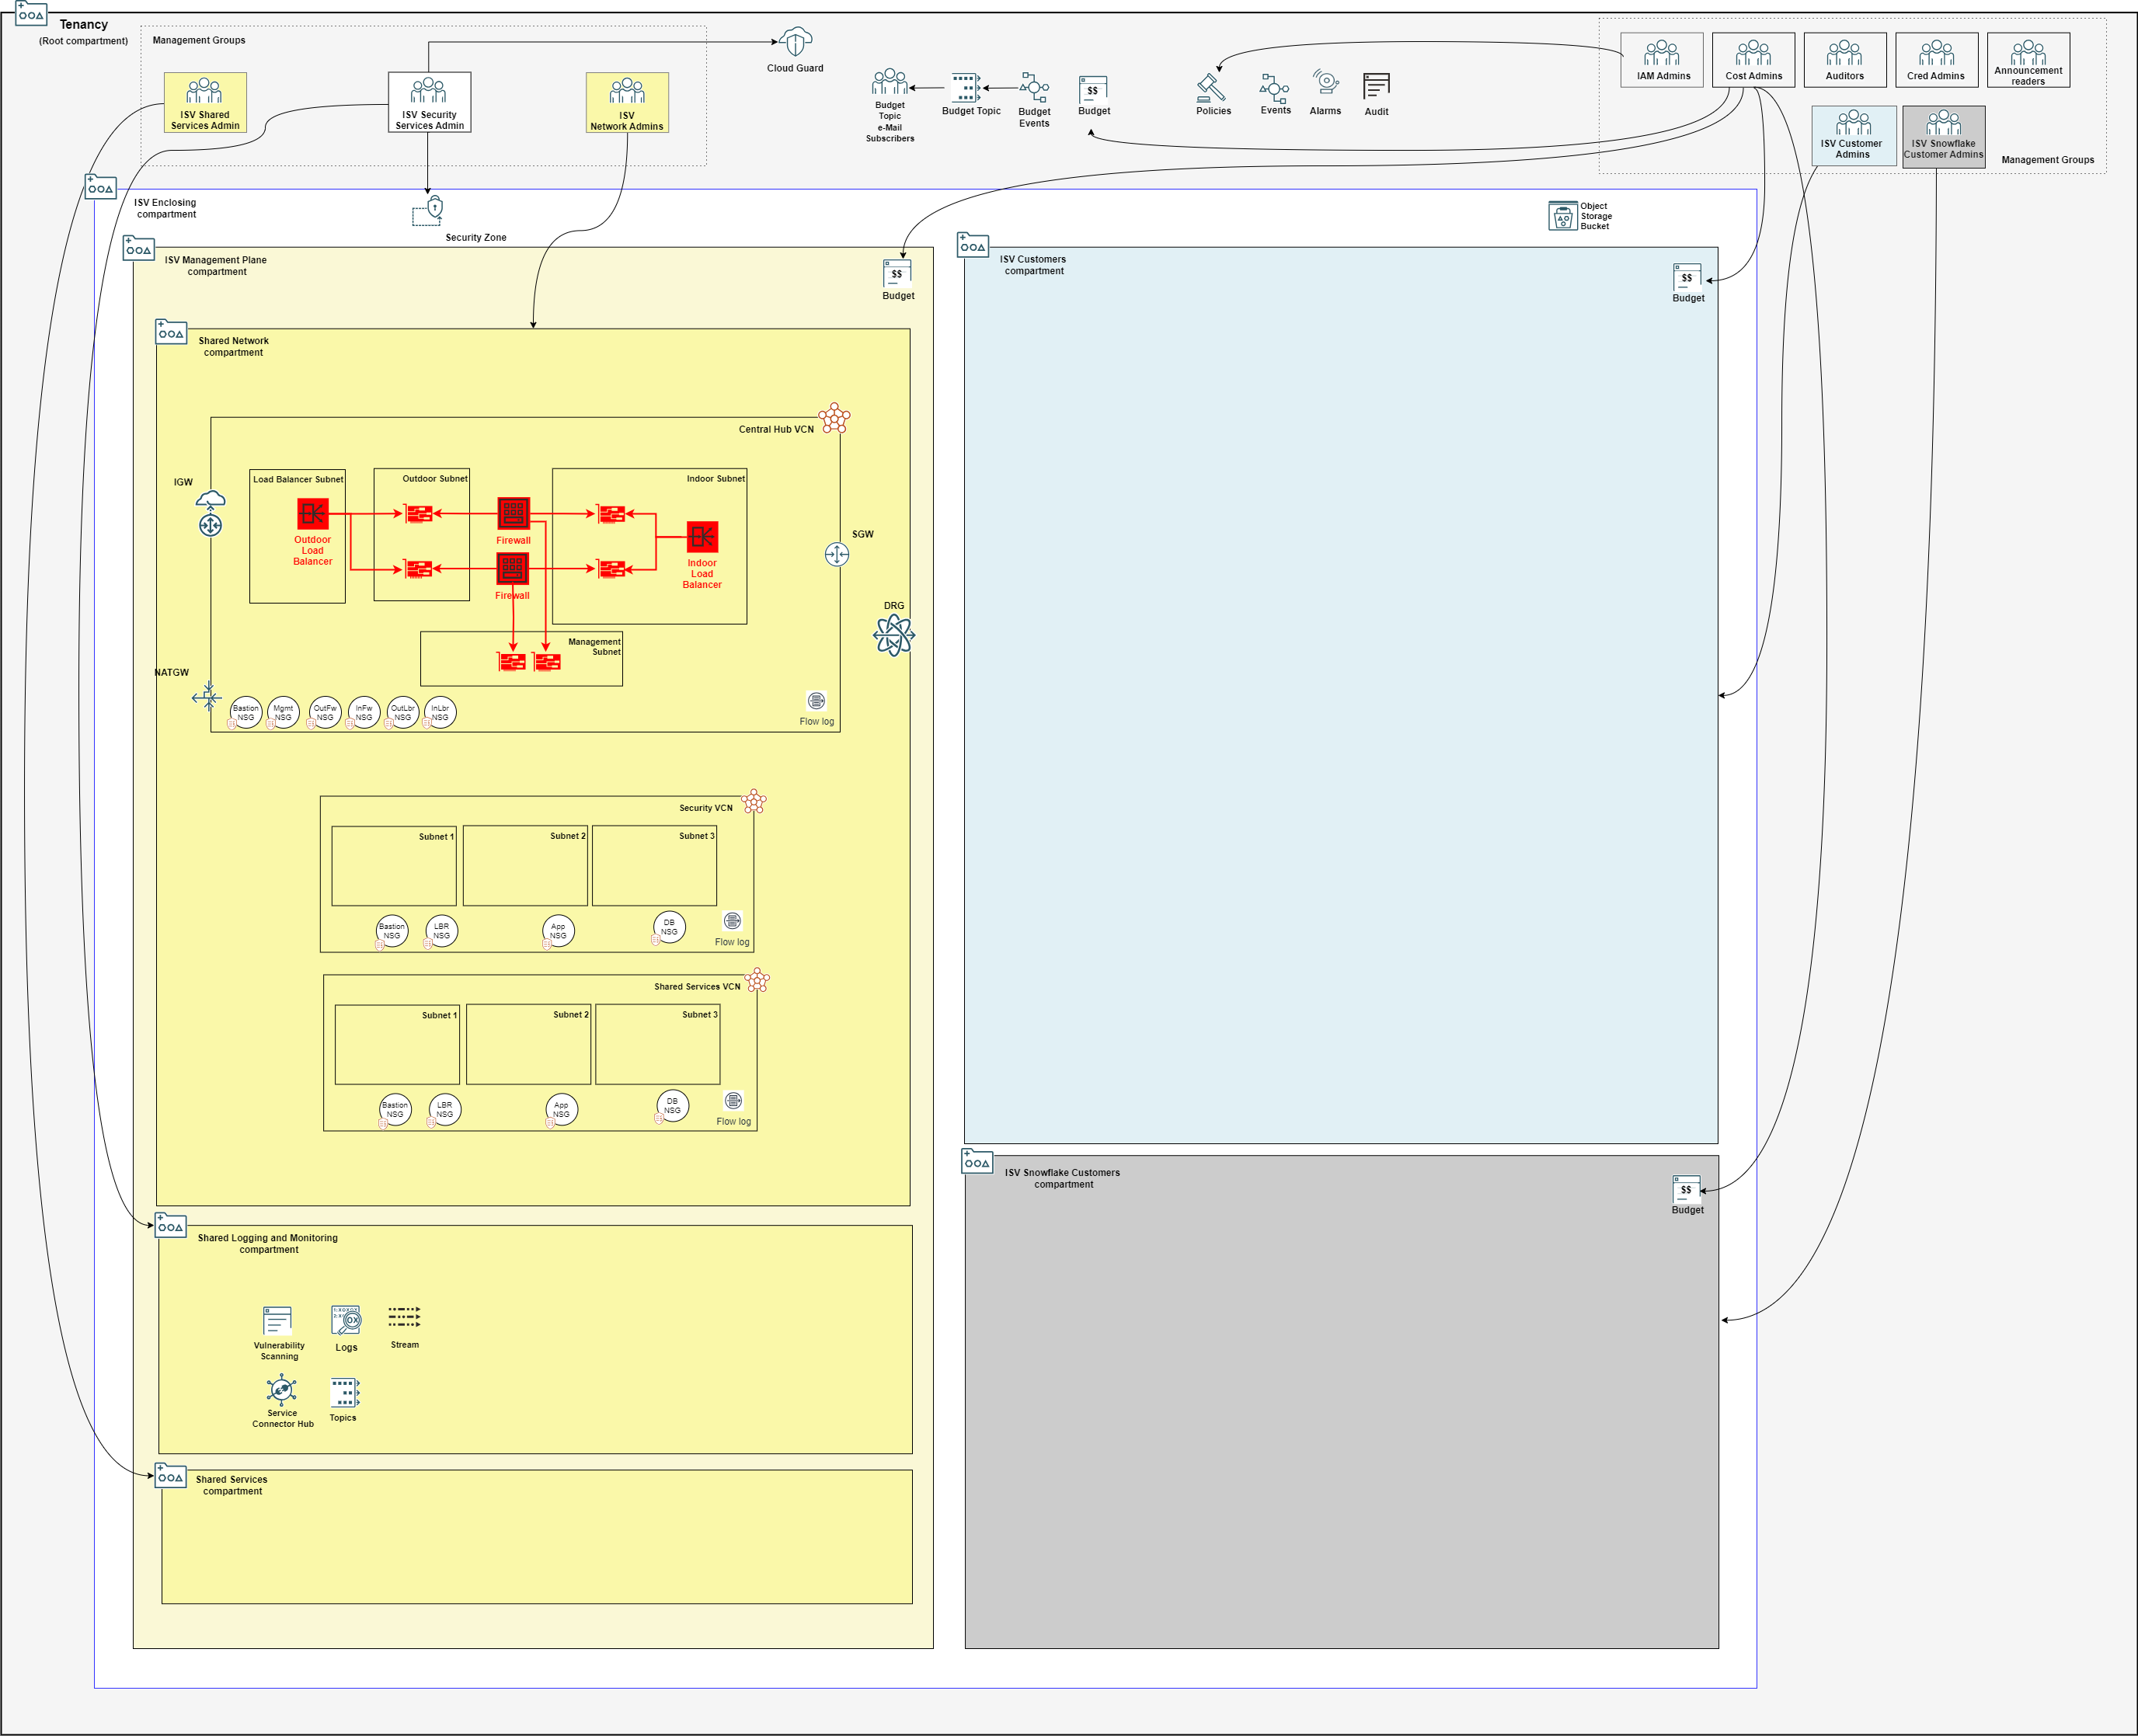 Tenancy
(Root compartment)
Management Groups
ISV Shared
Services Admin
ISV Security
Services Admin
ISV
Network Admins
Cloud Guard
Budget
Topic
e-Mail
Subscribers
Budget Topic
Budget
Events
$$
Budget
Policies
Events
Alarms
Audit
IAM Admins
Cost Admins
Auditors
Cred Admins
Announcement
readers
ISV Customer
Admins
ISV Snowflake
Customer Admins
Management Groups
ISV Enclosing
compartment
Security Zone
Object
Storage
Bucket
ISV Management Plane
compartment
$$
Budget
Shared Network
compartment
Central Hub VCN
IGW
Load Balancer Subnet
Outdoor Subnet
Indoor Subnet
Outdoor
Load
Balancer
Firewall
Firewall
Indoor
Load
Balancer
SGW
DRG
Management
Subnet
NATGW
Bastion
NSG
Mgmt
NSG
OutFw
NSG
InFw
NSG
OutLbr
NSG
InLbr
NSG
Flow log
Security VCN
Subnet 1
Subnet 2
Subnet 3
Bastion
NSG
LBR
NSG
App
NSG
DB
NSG
Flow log
Shared Services VCN
Subnet 1
Subnet 2
Subnet 3
Bastion
NSG
LBR
NSG
App
NSG
DB
NSG
Flow log
Shared Logging and Monitoring
compartment
Vulnerability
Scanning
Logs
Stream
Service
Connector Hub
Topics
Shared Services
compartment
ISV Customers
compartment
$$
Budget
ISV Snowflake Customers
compartment
$$
Budget